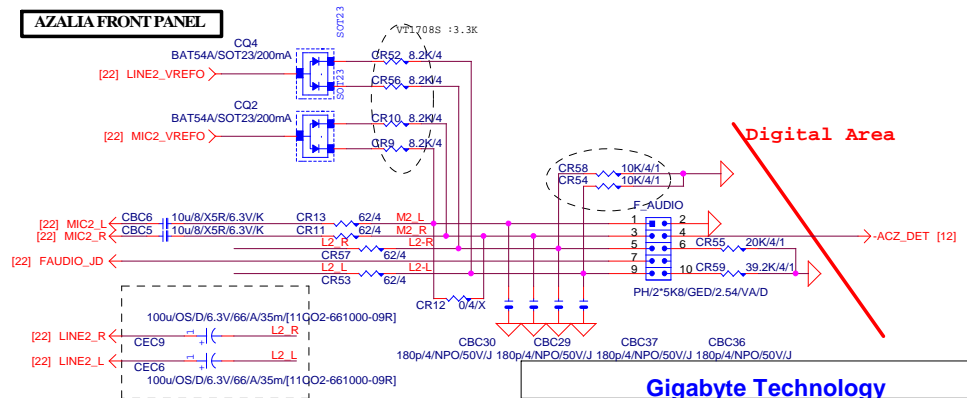 AZALIA FRONT PANEL
SOT23
VT1708S :3.3K
CQ4
BAT54A/SOT23/200mA
CR52 8.2K/4
[22] LINE2_VREFO
SOT23
CR56 8.2K/4
CQ2
BAT54A/SOT23/200mA
CR10 8.2K/4
[22] MIC2_VREFO
CR9 8.2K/4
Digital Area
CR58 10K/4/1
CR54 10K/4/1
F_AUDIO
[22] MIC2_L CBC6 10u/8/X5R/6.3V/K CR13 62/4 M2_L 1 2
[22] MIC2_R CBC5 10u/8/X5R/6.3V/K CR11 62/4 M2_R 3 4 -ACZ_DET [12]
L2_R L2-R 5 6 CR55 20K/4/1
CR57 62/4
[22] FAUDIO_JD 7
L2_L L2-L 9 10 CR59 39.2K/4/1
CR53 62/4
PH/2*5K8/GED/2.54/VA/D
CR12 0/4/X
100u/OS/D/6.3V/66/A/35m/[11CO2-661000-09R]
[22] LINE2_R 1 + L2_R
CEC9
CBC30 CBC29 CBC37 CBC36
180p/4/NPO/50V/J 180p/4/NPO/50V/J 180p/4/NPO/50V/J 180p/4/NPO/50V/J
[22] LINE2_L 1 + L2_L
CEC6
100u/OS/D/6.3V/66/A/35m/[11CO2-661000-09R]
Gigabyte Technology